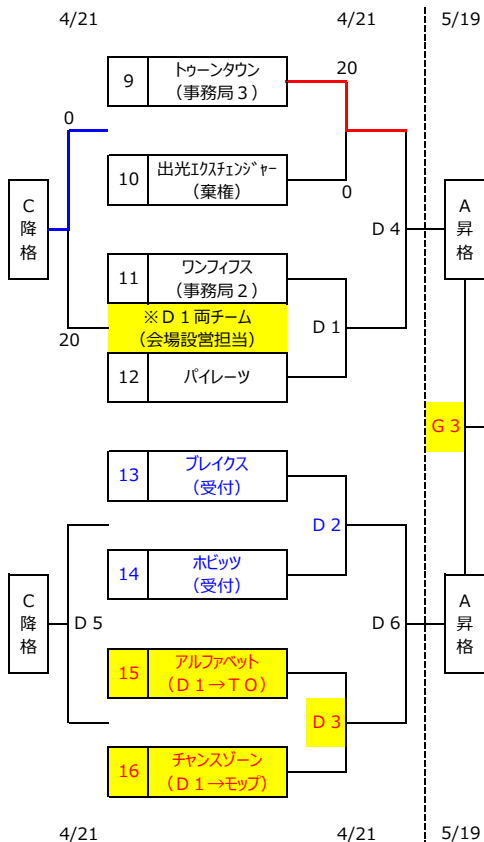 4/21
4/21
5/19
9
トゥーンタウン
(事務局3)
20
0
10
出光ｴｸｽﾁｪﾝｼﾞｬｰ
(棄権)
0
C
降
格
D4
A
昇
格
11
ワンフィフス
(事務局2)
※D1両チーム
(会場設営担当)
D1
20
12
パイレーツ
G3
13
ブレイクス
(受付)
D2
14
ホビッツ
(受付)
C
降
格
D5
D6
A
昇
格
15
アルファベット
(D1→TO)
D3
16
チャンスゾーン
(D1→ﾓｯﾌﾟ)
4/21
4/21
5/19